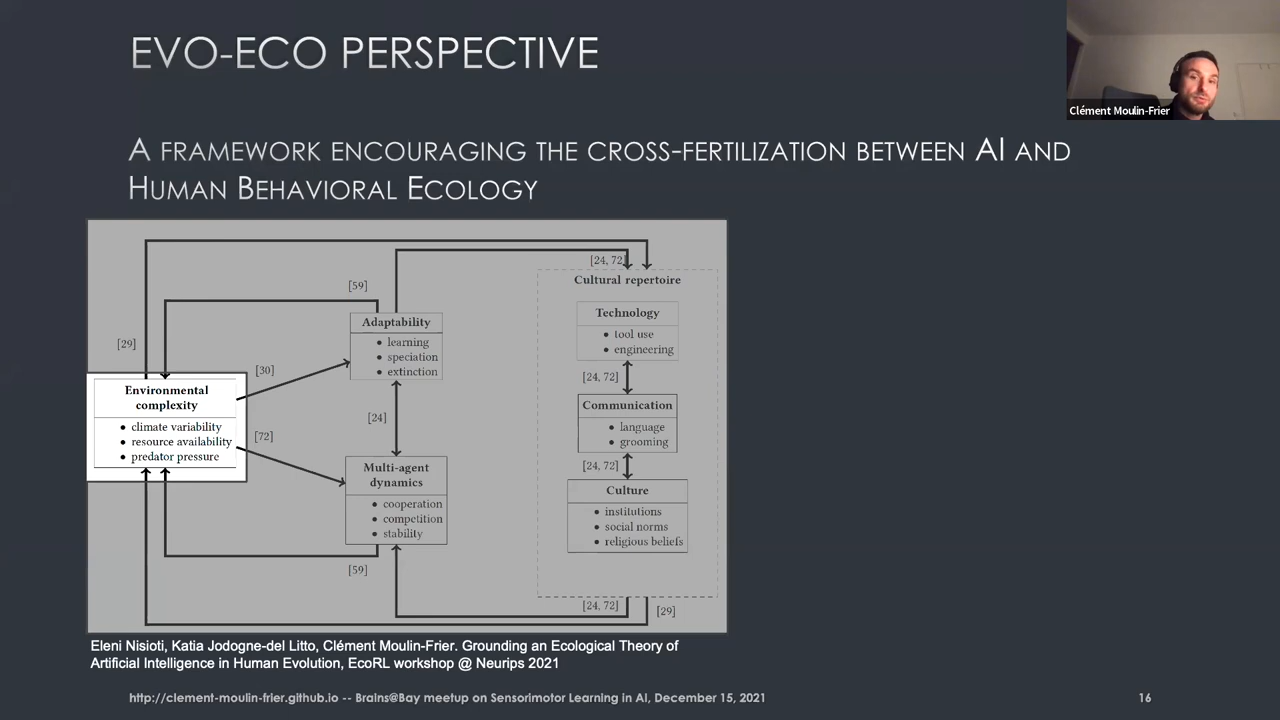 EVO-ECO PERSPECTIVE
Clément Moulin-Frier
A FRAMEWORK ENCOURAGING THE CROSS-FERTILIZATION BETWEEN AI AND
HUMAN BEHAVIORAL ECOLOGY
[24, 72]
Cultural repertoire
[59]
Technology
Adaptability
• tool use
• learning
[29]
• engineering
• speciation
[30]
• extinction
[24, 72]
Environmental
complexity
Communication
[24]
• climate variability
• language
[72]
• resource availability
• grooming
• predator pressure
[24, 72]
Multi-agent
dynamics
Culture
• cooperation
• institutions
• competition
• social norms
• stability
• religious beliefs
[59]
[24, 72]
[29]
Eleni Nisioti, Katia Jodogne-del Litto, Clément Moulin-Frier. Grounding an Ecological Theory of
Artificial Intelligence in Human Evolution, EcoRL workshop @ Neurips 2021
http://clement-moulin-frier.github.io -- Brains@Bay meetup on Sensorimotor Learning in AI, December 15, 2021
16